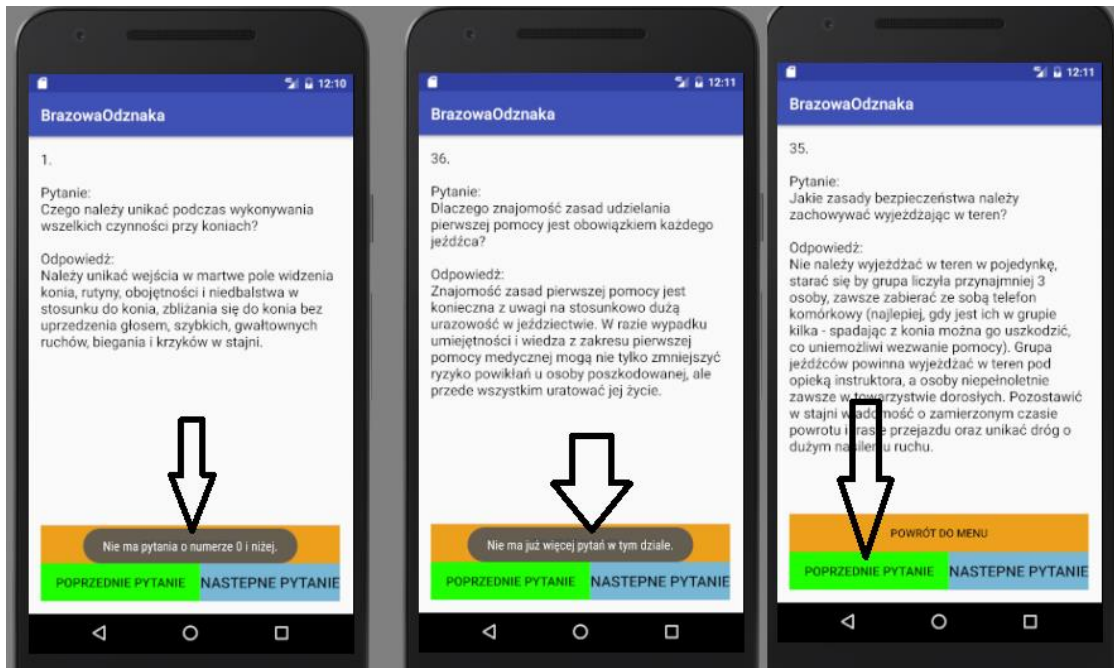 12:10
BrazowaOdznaka
1.
Pytanie:
Czego należy unikać podczas wykonywania
wszelkich czynności przy koniach?
Odpowiedź:
Należy unikać wejścia w martwe pole widzenia
konia, rutyny, obojętności i niedbalstwa w
stosunku do konia, zbliżania się do konia bez
uprzedzenia głosem, szybkich, gwałtownych
ruchów, biegania i krzyków w stajni.
Nie ma pytania o numerze 0 i niżej.
POPRZEDNIE PYTANIE
NASTEPNE PYTANIE
12:11
BrazowaOdznaka
36.
Pytanie:
Dlaczego znajomość zasad udzielania
pierwszej pomocy jest obowiązkiem każdego
jeźdźca?
Odpowiedź:
Znajomość zasad pierwszej pomocy jest
konieczna z uwagi na stosunkowo dużą
urazowość w jeździectwie. W razie wypadku
umiejętności i wiedza z zakresu pierwszej
pomocy medycznej mogą nie tylko zmniejszyć
ryzyko powikłań u osoby poszkodowanej, ale
przede wszystkim uratować jej życie.
Nie ma już więcej pytań w tym dziale.
POPRZEDNIE PYTANIE
NASTEPNE PYTANIE
12:11
BrazowaOdznaka
35.
Pytanie:
Jakie zasady bezpieczeństwa należy
zachowywać wyjeżdżając w teren?
Odpowiedź:
Nie należy wyjeżdżać w teren w pojedynkę,
starać się by grupa liczyła przynajmniej 3
osoby, zawsze zabierać ze sobą telefon
komórkowy (najlepiej, gdy jest ich w grupie
kilka - spadając z konia można go uszkodzić,
co uniemożliwi wezwanie pomocy). Grupa
jeźdźców powinna wyjeżdżać w teren pod
opieką instruktora, a osoby niepełnoletnie
zawsze w towarzystwie dorosłych. Pozostawić
w stajni wiadomość o zamierzonym czasie
powrotu i trasie przejazdu oraz unikać dróg o
dużym nasileniu ruchu.
POWRÓT DO MENU
POPRZEDNIE PYTANIE
NASTEPNE PYTANIE